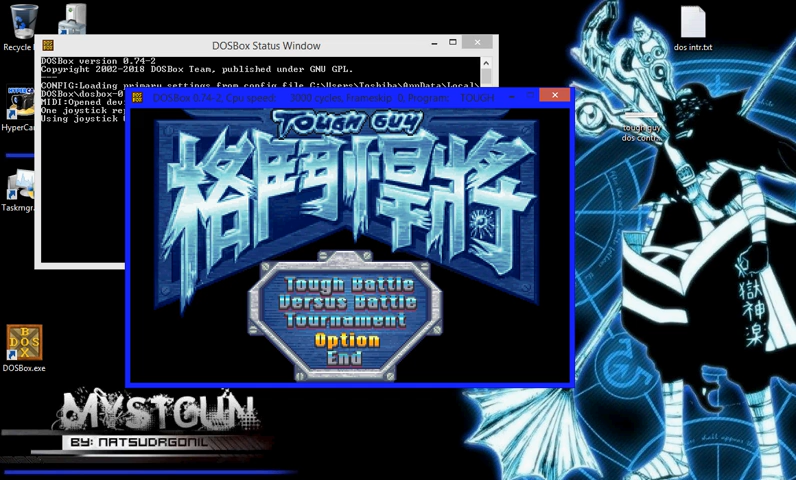 Recycle
DOSBox Status Window
dos intr.txt
DOSBox version 0.74-2
Copyright 2002-2018 DOSBox Team, published under GNU GPL.
---
CONFIG:Loading primary settings from config file C:\Users\Toshiba\AppData\Local\
DOSBox\dosbox-0
MIDI:Opened dev
One joystick rep
Using joystick
HyperCam
DOSBox 0.74-2, Cpu speed: 3000 cycles, Frameskip 0, Program: TOUGH
tough guy
dos contr...
TOUGH GUY
格鬥悍將
Taskmgr.
Tough Battle
Versus Battle
Tournament
Option
End
DOSBox.exe
MYSTGUN
BY: NATSUDRGONIL